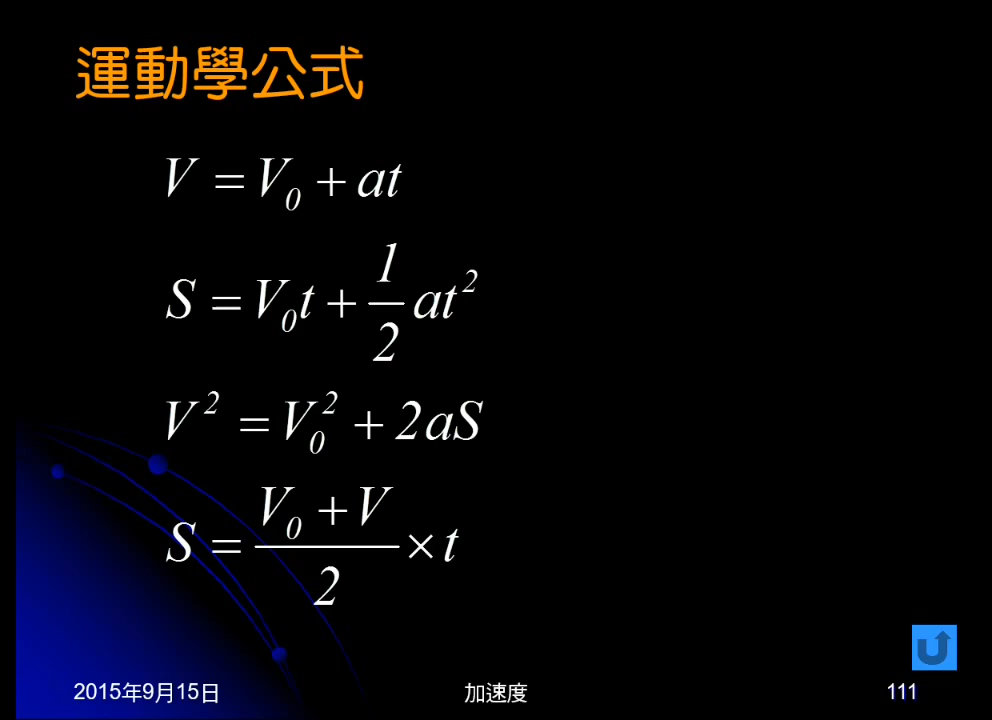 運動學公式
V = V₀ + at
S = V₀t + 1/2 at²
V² = V₀² + 2aS
S = (V₀ + V)/2 × t
2015年9月15日 加速度 111